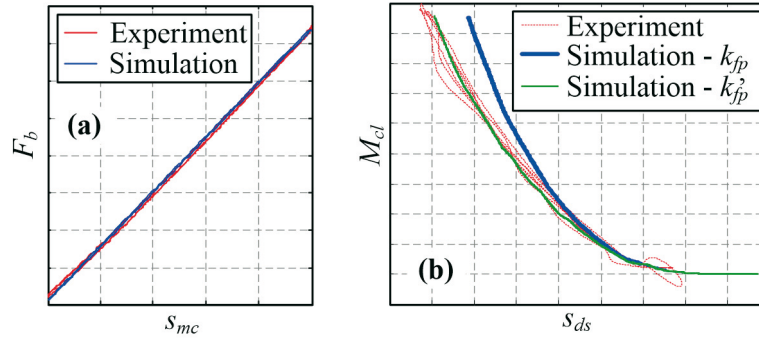 Experiment
Simulation
(a)
F_b
s_mc
Experiment
Simulation - k_fp
Simulation - k'_fp
M_cl
(b)
s_ds